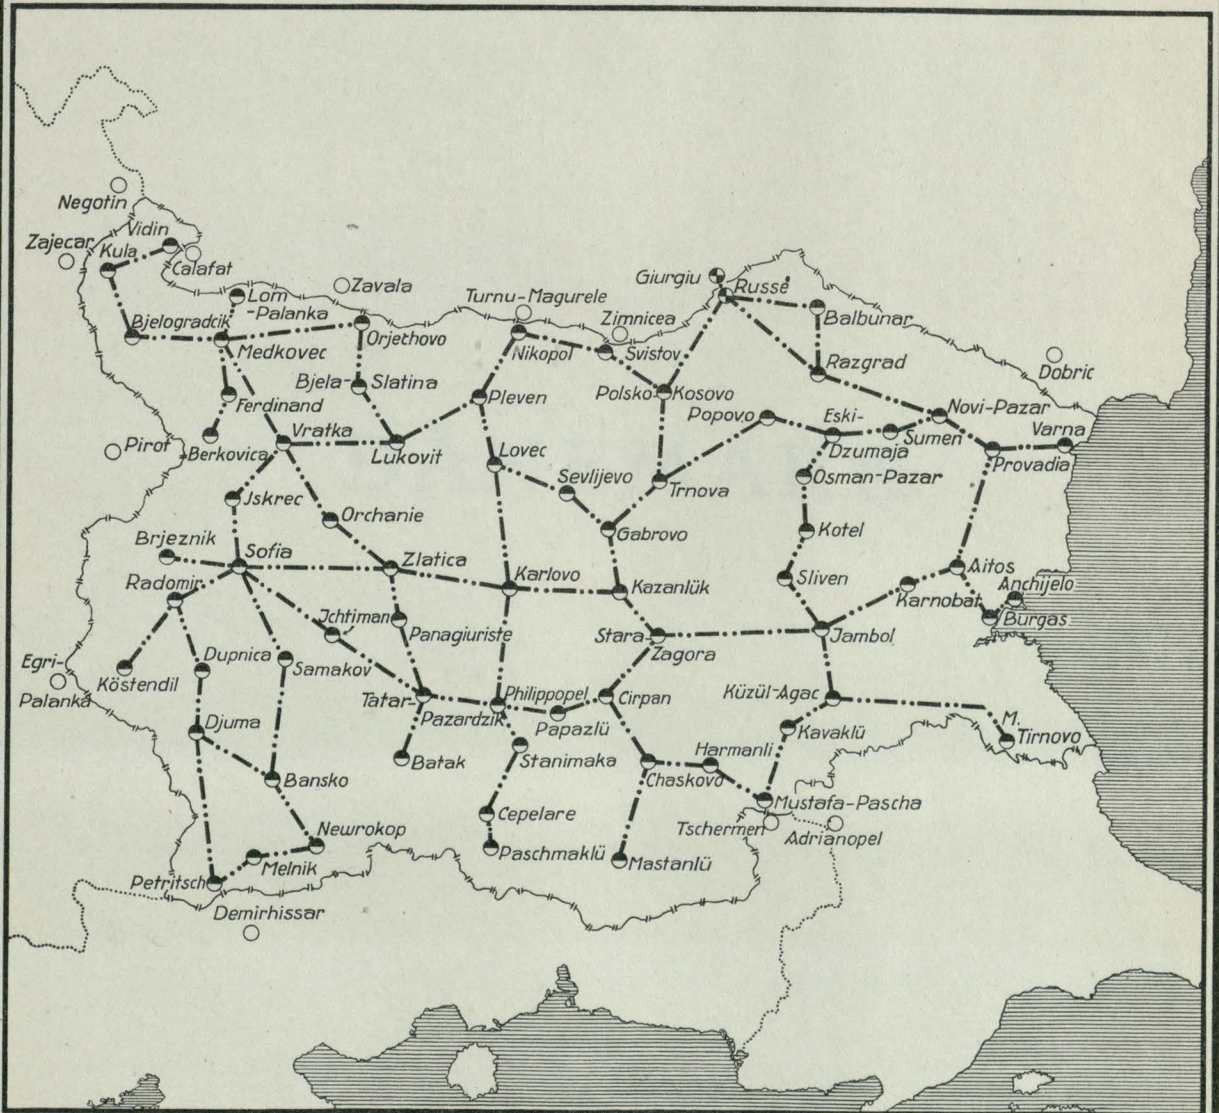 Negotin
Vidin
Zajecar
Kula
Calafat
Giurgiu
Russe
Lom
-Palanka
Zavala
Turnu-Magurele
Zimnicea
Balbunar
Bjelogradcik
Medkovec
Orjechovo
Nikopol
Svistov
Razgrad
Dobric
Bjela-Slatina
Ferdinand
Pleven
Polsko-Kosovo
Popovo
Eski-
Dzumaja
Novi-Pazar
Sumen
Varna
Provadia
Pirot
Berkovica
Vratka
Lukovit
Lovec
Sevlijevo
Trnova
Osman-Pazar
Jskrec
Orchanie
Gabrovo
Kotel
Brjeznik
Sofia
Zlatica
Karlovo
Kazanlük
Sliven
Aitos
Anchijelo
Karnobat
Burgas
Radomir
Jchtiman
Panagiuriste
Stara-
Zagora
Jambol
Egri-
Palanka
Köstendil
Dupnica
Samakov
Tatar-
Pazardzik
Philippopel
Papazlü
Cirpan
Küzül-Agac
Djuma
Batak
Stanimaka
Harmanli
Chaskovo
Kavaklü
M.
Tirnovo
Bansko
Cepelare
Mustafa-Pascha
Tschermen
Adrianopel
Newrokop
Melnik
Paschmaklü
Mastanlü
Petritsch
Demirhissar